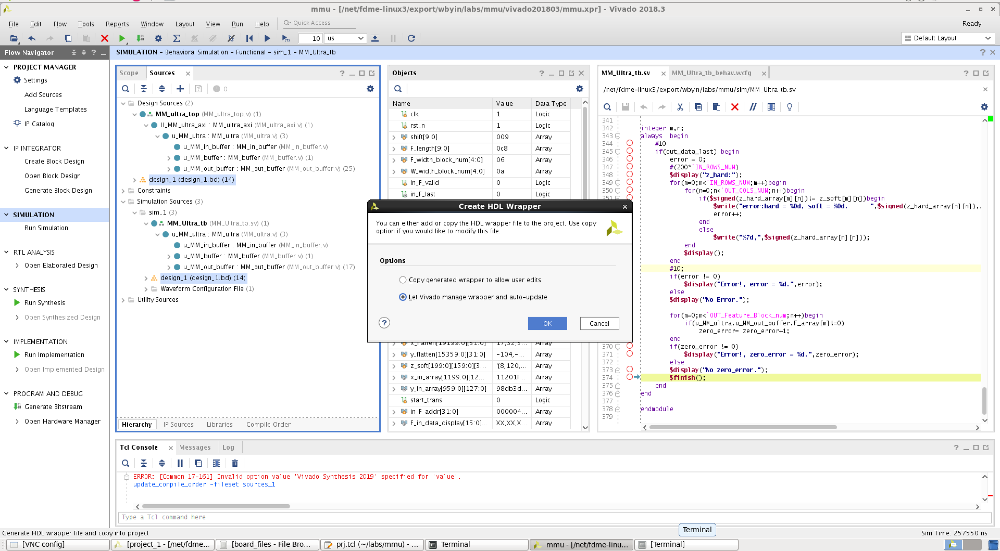 mmu - [/net/fdme-linux3/export/wbyin/labs/mmu/vivado201803/mmu.xpr] - Vivado 2018.3
File Edit Flow Tools Reports Window Layout View Run Help Quick Access Ready
10 us Default Layout
Flow Navigator
SIMULATION - Behavioral Simulation - Functional - sim_1 - MM_Ultra_tb
PROJECT MANAGER
Settings
Add Sources
Language Templates
IP Catalog
IP INTEGRATOR
Create Block Design
Open Block Design
Generate Block Design
SIMULATION
Run Simulation
RTL ANALYSIS
Open Elaborated Design
SYNTHESIS
Run Synthesis
Open Synthesized Design
IMPLEMENTATION
Run Implementation
Open Implemented Design
PROGRAM AND DEBUG
Generate Bitstream
Open Hardware Manager
Scope Sources
0
Design Sources (2)
MM_ultra_top (MM_ultra_top.v) (1)
U_MM_ultra_axi : MM_ultra_axi (MM_ultra_axi.v) (1)
u_MM_ultra : MM_ultra (MM_ultra.v) (3)
u_MM_in_buffer : MM_in_buffer (MM_in_buffer.v)
u_MM_buffer : MM_buffer (MM_buffer.v) (1)
u_MM_out_buffer : MM_out_buffer (MM_out_buffer.v) (25)
design_1 (design_1.bd) (14)
Constraints
Simulation Sources (3)
sim_1 (3)
MM_Ultra_tb (MM_Ultra_tb.sv) (1)
u_MM_ultra : MM_ultra (MM_ultra.v) (3)
u_MM_in_buffer : MM_in_buffer (MM_in_buffer.v)
u_MM_buffer : MM_buffer (MM_buffer.v) (1)
u_MM_out_buffer : MM_out_buffer (MM_out_buffer.v) (17)
design_1 (design_1.bd) (14)
Waveform Configuration File (1)
Utility Sources
Hierarchy IP Sources Libraries Compile Order
Objects
Name Value Data Type
clk 1 Logic
rst_n 1 Logic
shift[9:0] 009 Array
F_length[9:0] 0c8 Array
F_width_block_num[4:0] 06 Array
W_width_block_num[4:0] 0a Array
in_F_valid 0 Logic
in_F_last 0 Logic
Create HDL Wrapper
You can either add or copy the HDL wrapper file to the project. Use copy
option if you would like to modify this file.
Options
Copy generated wrapper to allow user edits
Let Vivado manage wrapper and auto-update
OK Cancel
y_flatten[15359:0][31:0] -104,-... Array
z_soft[199:0][159:0][3... '{8,120,... Array
x_in_array[1199:0][12... 11201f... Array
y_in_array[959:0][127:0] 98db3d... Array
start_trans 0 Logic
in_F_addr[31:0] 000004... Array
F_in_data_display[15:0]... XX,XX,X... Array
MM_Ultra_tb.sv MM_Ultra_tb_behav.wcfg
/net/fdme-linux3/export/wbyin/labs/mmu/sim/MM_Ultra_tb.sv
341
342 integer m,n;
343 always begin
344 #10
345 if(out_data_last) begin
346 error = 0;
347 #(200*`IN_ROWS_NUM)
348 $display("z_hard:");
349 for(m=0;m<`IN_ROWS_NUM;m++)begin
350 for(n=0;n<`OUT_COLS_NUM;n++)begin
351 if($signed(z_hard_array[m][n])!= z_soft[m][n])begin
$write("error:hard = %0d, soft = %0d. ",$signed(z_hard_array[m][n]),
error++;
end
else
$write("%7d,",$signed(z_hard_array[m][n]));
end
$display();
end
#10;
if(error != 0)
$display("Error!, error = %d.",error);
else
$display("No Error.");
for(m=0;m<`OUT_Feature_Block_num;m++)begin
if(u_MM_ultra.u_MM_out_buffer.F_array[m]!=0)
zero_error= zero_error+1;
end
370 if(zero_error != 0)
371 $display("Error!, zero_error = %d.",zero_error);
372 else
373 $display("No zero_error.");
374 $finish();
375 end
376 end
377
378 endmodule
379
Tcl Console Messages Log
ERROR: [Common 17-161] Invalid option value 'Vivado Synthesis 2019' specified for 'value'.
update_compile_order -fileset sources_1
Type a Tcl command here
Terminal
Generate HDL wrapper file and copy into project Sim Time: 257550 ns
[VNC config] [project_1 - [/net/fdme... [board_files - File Bro... prj.tcl (~/labs/mmu) - ... Terminal mmu - [/net/fdme-linu... [Terminal]